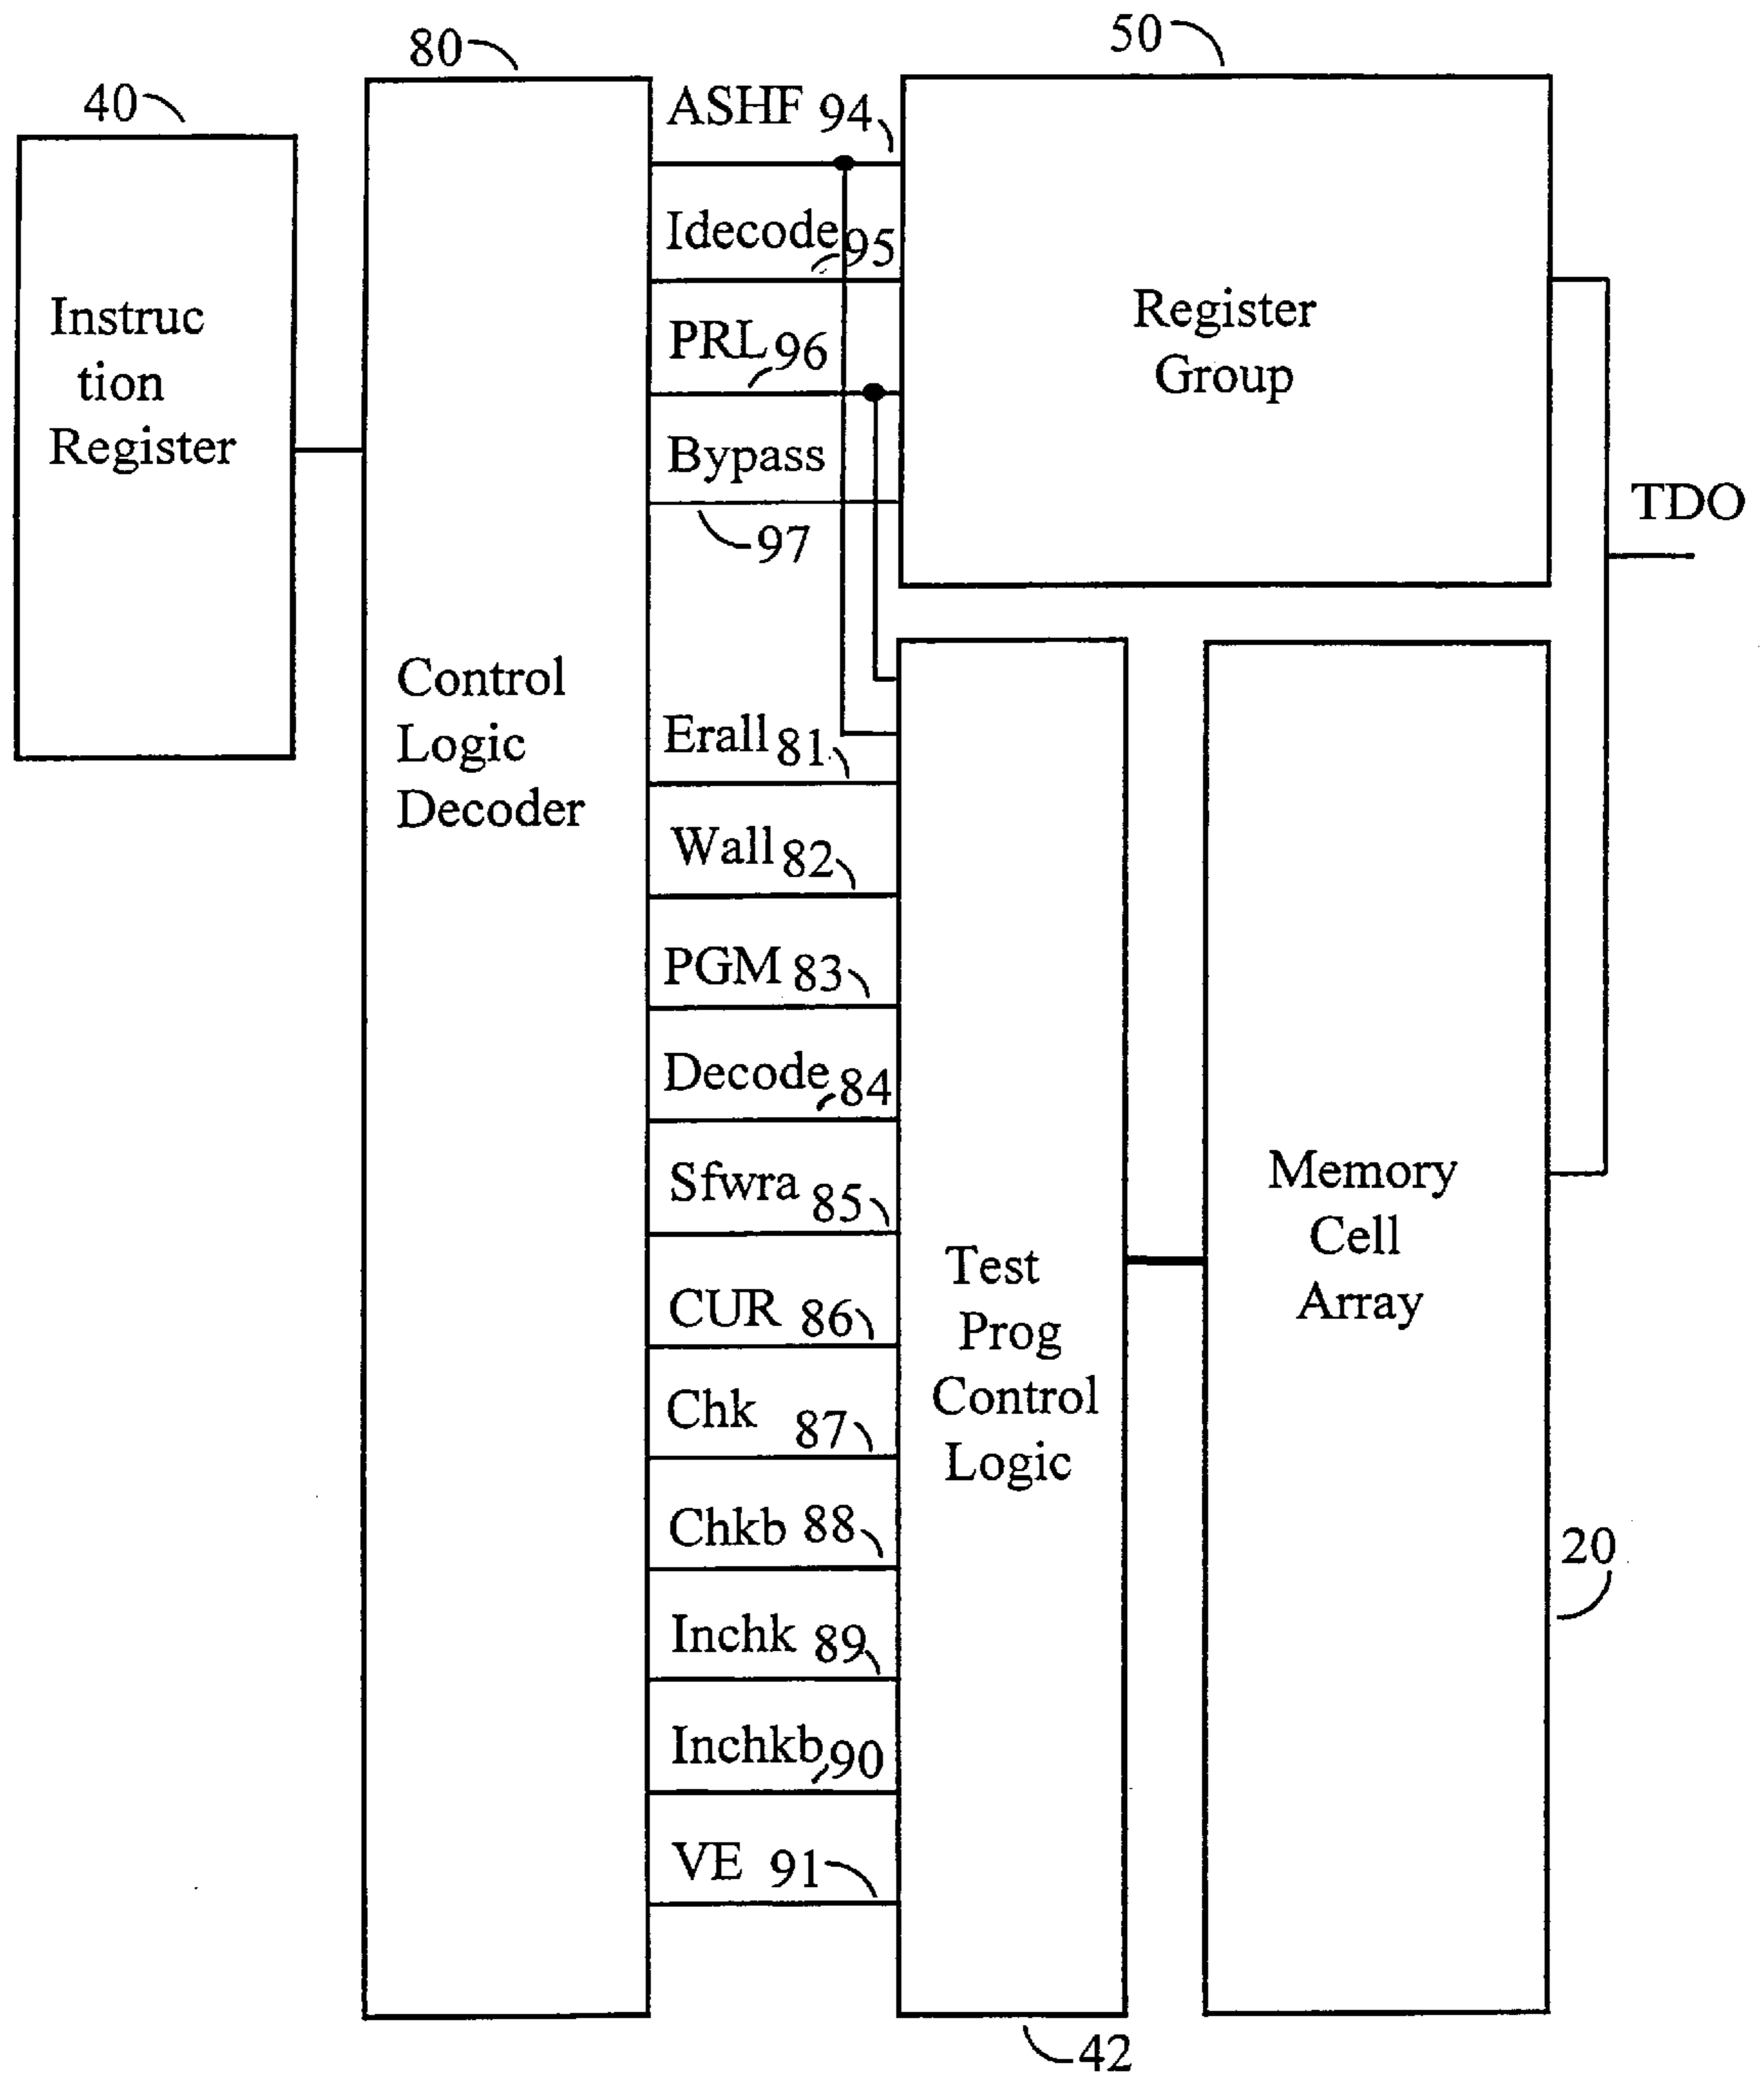 80
50
40
ASHF 94
Idecode 95
PRL 96
Bypass
97
Instruc
tion
Register
Register
Group
TDO
Control
Logic
Decoder
Erall 81
Wall 82
PGM 83
Decode 84
Sfwra 85
CUR 86
Chk 87
Chkb 88
Inchk 89
Inchkb 90
VE 91
Test
Prog
Control
Logic
Memory
Cell
Array
20
42